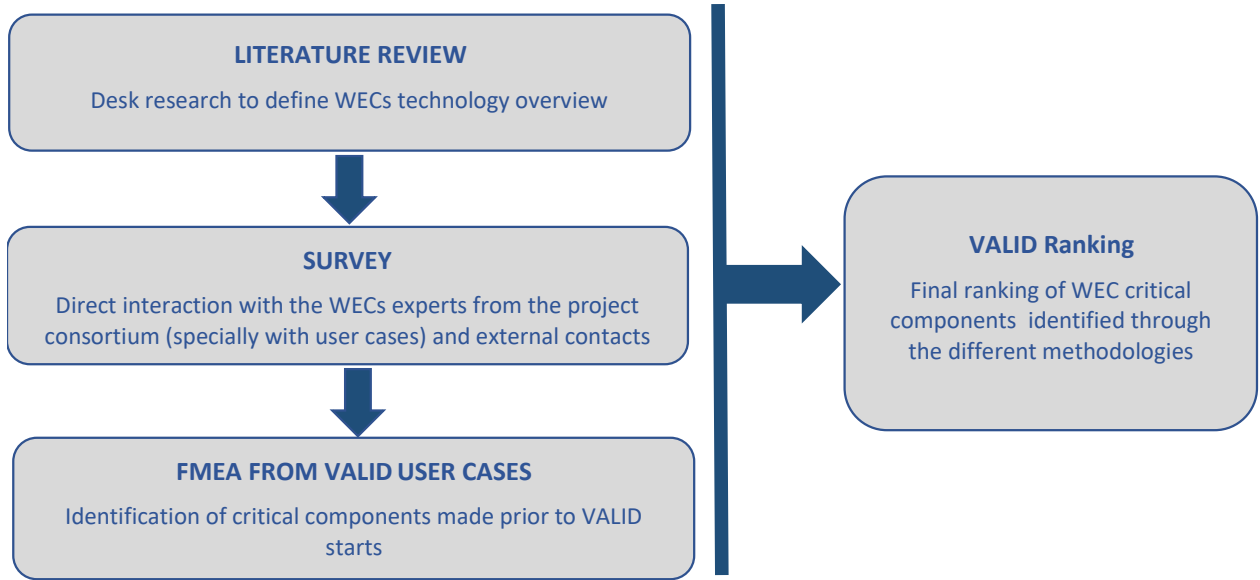 LITERATURE REVIEW
Desk research to define WECs technology overview
SURVEY
Direct interaction with the WECs experts from the project
consortium (specially with user cases) and external contacts
FMEA FROM VALID USER CASES
Identification of critical components made prior to VALID
starts
VALID Ranking
Final ranking of WEC critical
components identified through
the different methodologies